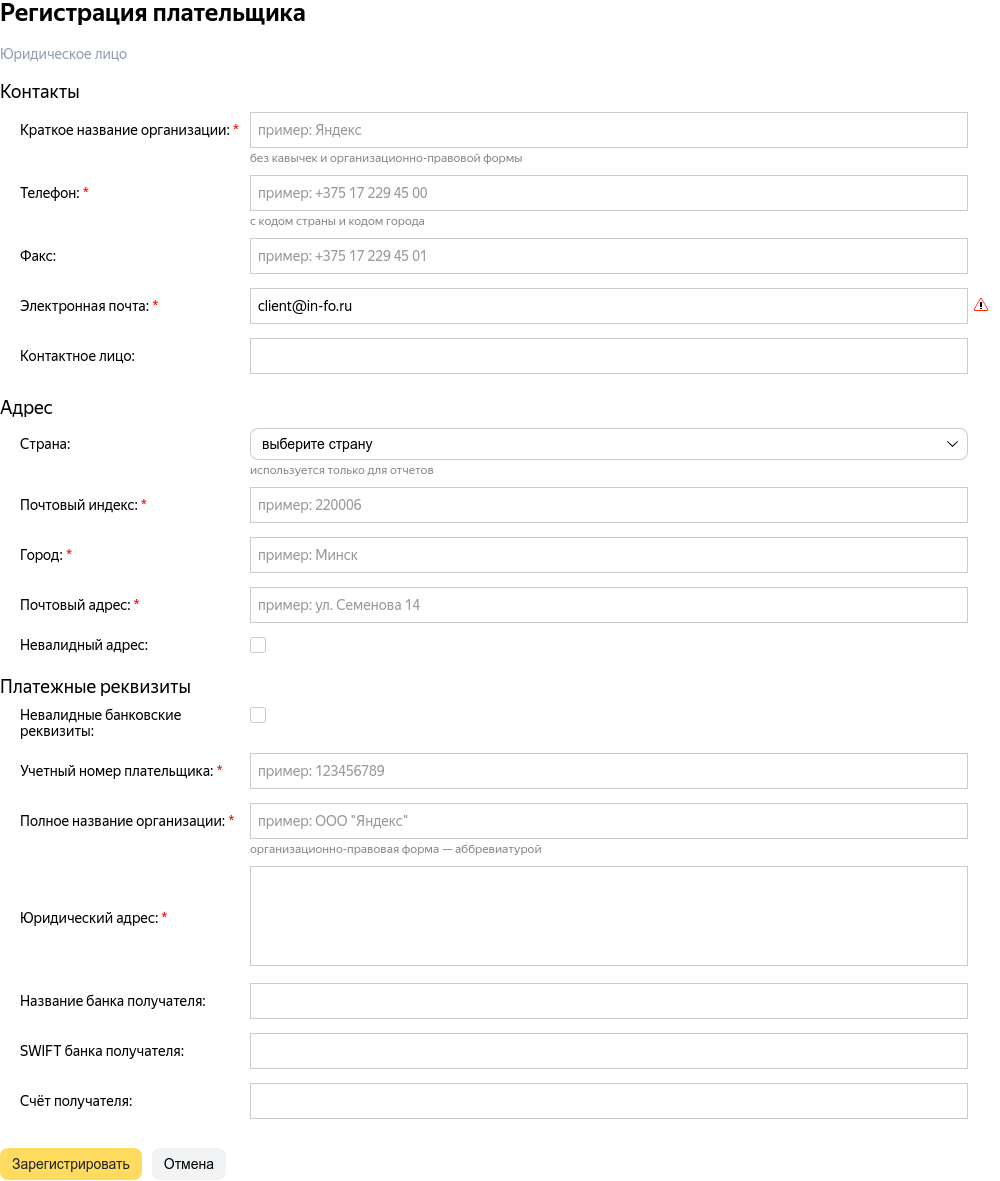 Регистрация плательщика
Юридическое лицо
Контакты
Краткое название организации: * пример: Яндекс
без кавычек и организационно-правовой формы
Телефон: * пример: +375 17 229 45 00
с кодом страны и кодом города
Факс: пример: +375 17 229 45 01
Электронная почта: * client@in-fo.ru
Контактное лицо:
Адрес
Страна: выберите страну
используется только для отчетов
Почтовый индекс: * пример: 220006
Город: * пример: Минск
Почтовый адрес: * пример: ул. Семенова 14
Невалидный адрес:
Платежные реквизиты
Невалидные банковские
реквизиты:
Учетный номер плательщика: * пример: 123456789
Полное название организации: * пример: ООО "Яндекс"
организационно-правовая форма — аббревиатурой
Юридический адрес: *
Название банка получателя:
SWIFT банка получателя:
Счёт получателя:
Зарегистрировать Отмена